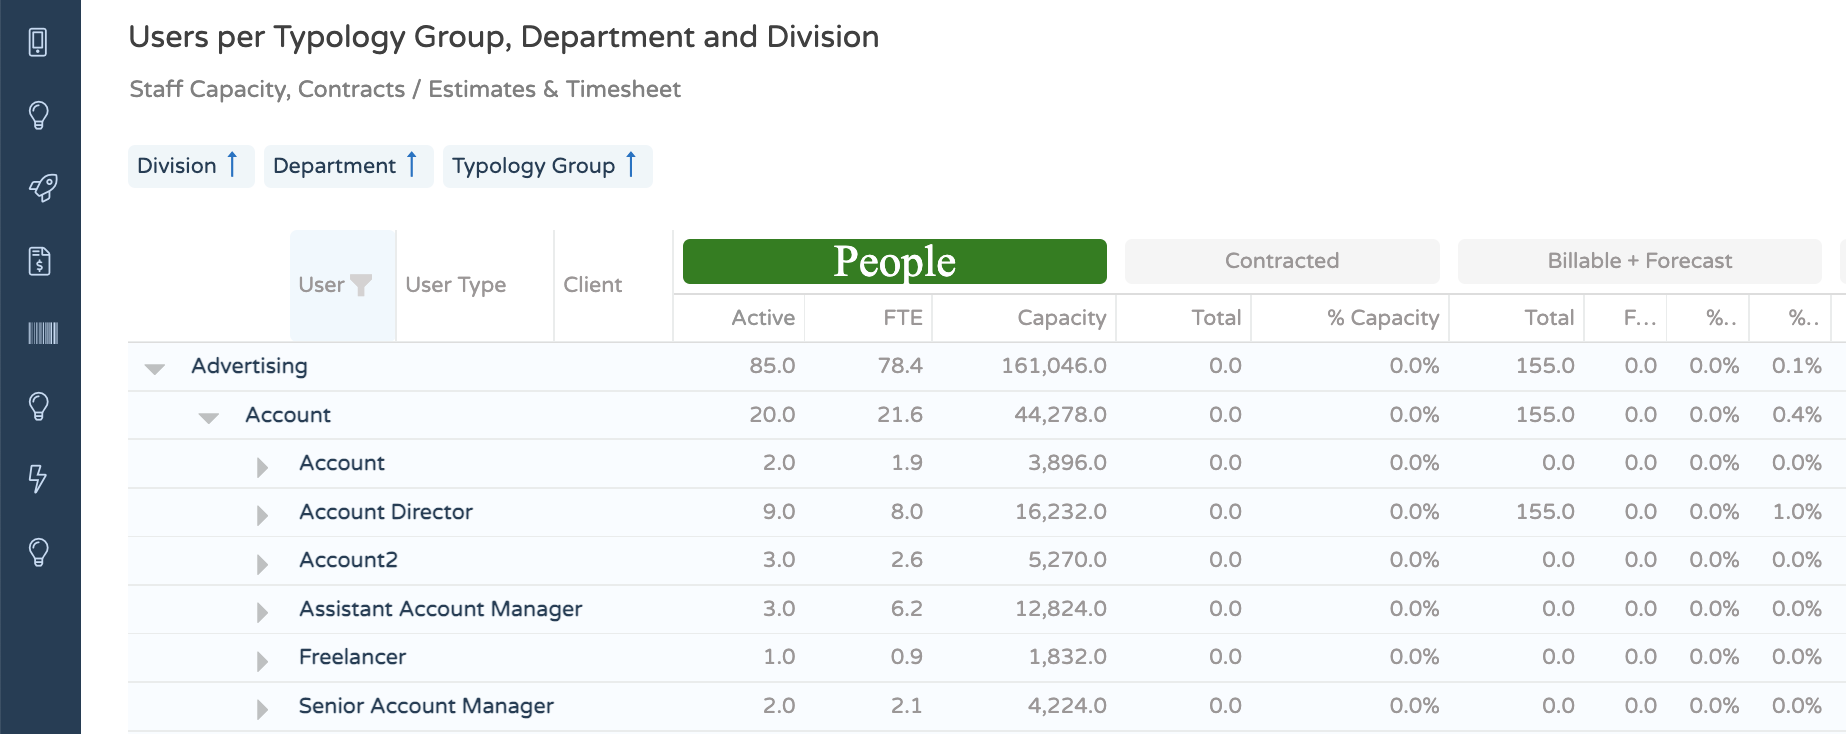 Users per Typology Group, Department and Division
Staff Capacity, Contracts / Estimates & Timesheet
Division Department Typology Group
User User Type Client People Contracted Billable + Forecast
Active FTE Capacity Total % Capacity Total F... %.. %..
Advertising 85.0 78.4 161,046.0 0.0 0.0% 155.0 0.0 0.0% 0.1%
Account 20.0 21.6 44,278.0 0.0 0.0% 155.0 0.0 0.0% 0.4%
Account 2.0 1.9 3,896.0 0.0 0.0% 0.0 0.0 0.0% 0.0%
Account Director 9.0 8.0 16,232.0 0.0 0.0% 155.0 0.0 0.0% 1.0%
Account2 3.0 2.6 5,270.0 0.0 0.0% 0.0 0.0 0.0% 0.0%
Assistant Account Manager 3.0 6.2 12,824.0 0.0 0.0% 0.0 0.0 0.0% 0.0%
Freelancer 1.0 0.9 1,832.0 0.0 0.0% 0.0 0.0 0.0% 0.0%
Senior Account Manager 2.0 2.1 4,224.0 0.0 0.0% 0.0 0.0 0.0% 0.0%